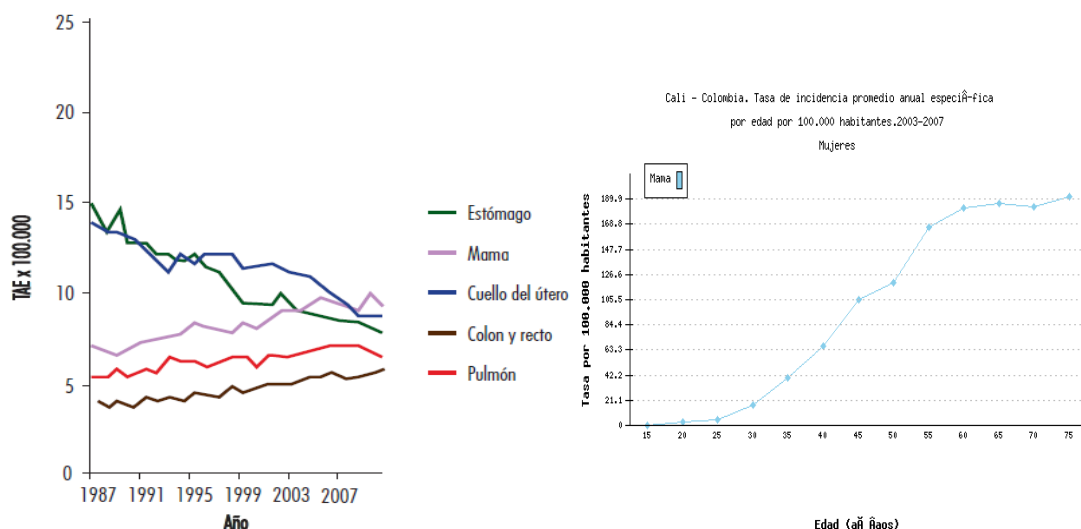 25
20
15
10
5
0
TAE x 100.000
1987 1991 1995 1999 2003 2007
Año
Estómago
Mama
Cuello del útero
Colon y recto
Pulmón
Cali - Colombia. Tasa de incidencia promedio anual especiÂ-fica
por edad por 100.000 habitantes.2003-2007
Mujeres
Mama
Tasa por 100.000 habitantes
189.9
168.8
147.7
126.6
105.5
84.4
63.3
42.2
21.1
0
15 20 25 30 35 40 45 50 55 60 65 70 75
Edad (aÃ Âaos)